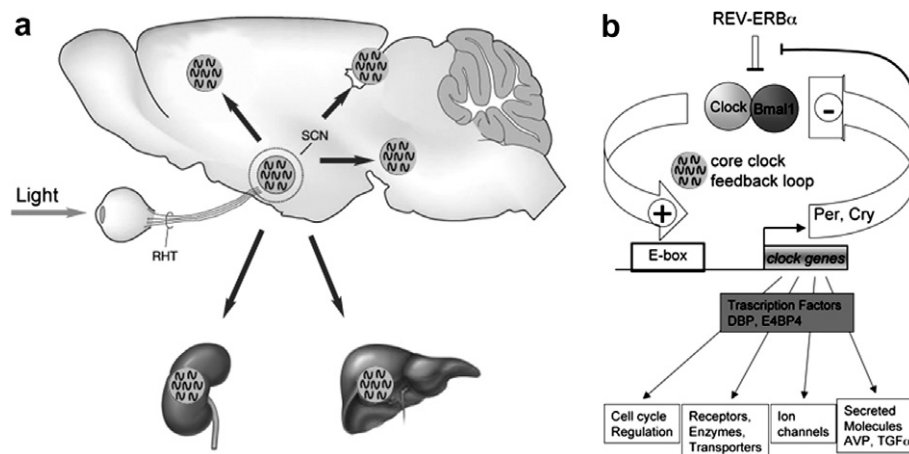 a
SCN
Light
RHT
b
REV-ERBα
Clock
Bmal1
-
core clock
feedback loop
+
Per, Cry
E-box
clock genes
Trascription Factors
DBP, E4BP4
Cell cycle
Regulation
Receptors,
Enzymes,
Transporters
Ion
channels
Secreted
Molecules
AVP, TGFα